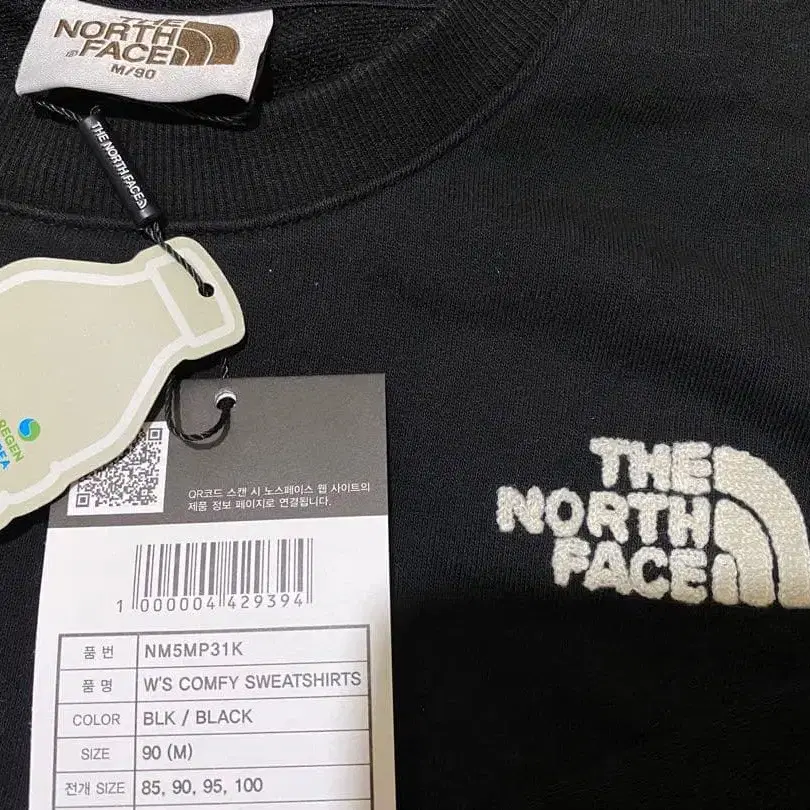 THE
NORTH
FACE
M/90
THE NORTH FACE
REGEN
QR코드 스캔 시 노스페이스 웹 사이트의
제품 정보 페이지로 연결됩니다.
1 000004 429394
품 번 NM5MP31K
품 명 W'S COMFY SWEATSHIRTS
COLOR BLK / BLACK
SIZE 90 (M)
전개 SIZE 85, 90, 95, 100
THE
NORTH
FACE